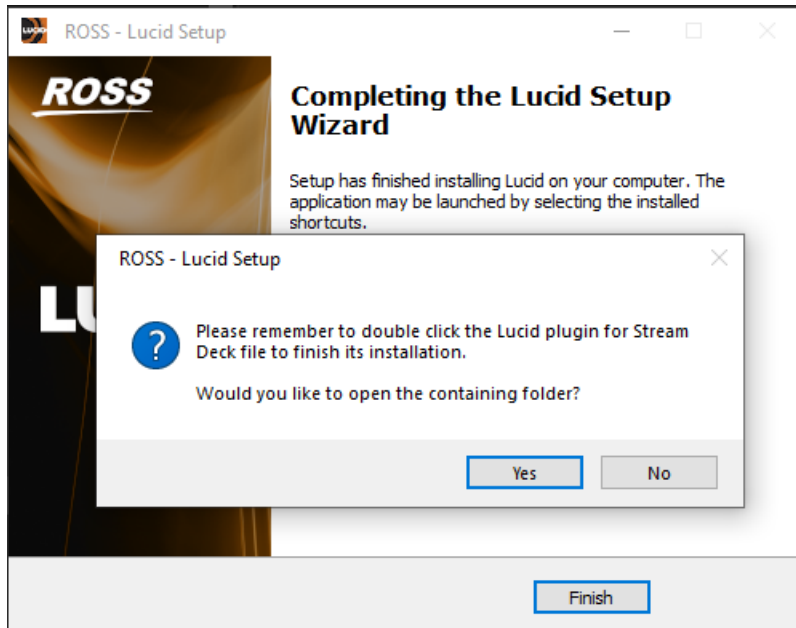 LUCID
ROSS - Lucid Setup
ROSS
Completing the Lucid Setup
Wizard
Setup has finished installing Lucid on your computer. The
application may be launched by selecting the installed
shortcuts.
ROSS - Lucid Setup
LU
Please remember to double click the Lucid plugin for Stream
Deck file to finish its installation.
Would you like to open the containing folder?
Yes
No
Finish